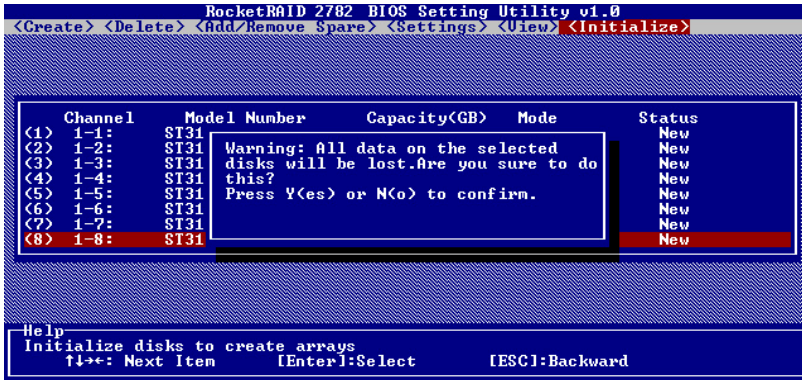 RocketRAID 2782 BIOS Setting Utility v1.0
<Create> <Delete> <Add/Remove Spare> <Settings> <View> <Initialize>
Channel Model Number Capacity(GB) Mode Status
(1) 1-1: ST31 New
(2) 1-2: ST31 New
(3) 1-3: ST31 New
(4) 1-4: ST31 New
(5) 1-5: ST31 New
(6) 1-6: ST31 New
(7) 1-7: ST31 New
(8) 1-8: ST31 New
Warning: All data on the selected
disks will be lost.Are you sure to do
this?
Press Y(es) or N(o) to confirm.
Help
Initialize disks to create arrays
↑↓→←: Next Item [Enter]:Select [ESC]:Backward